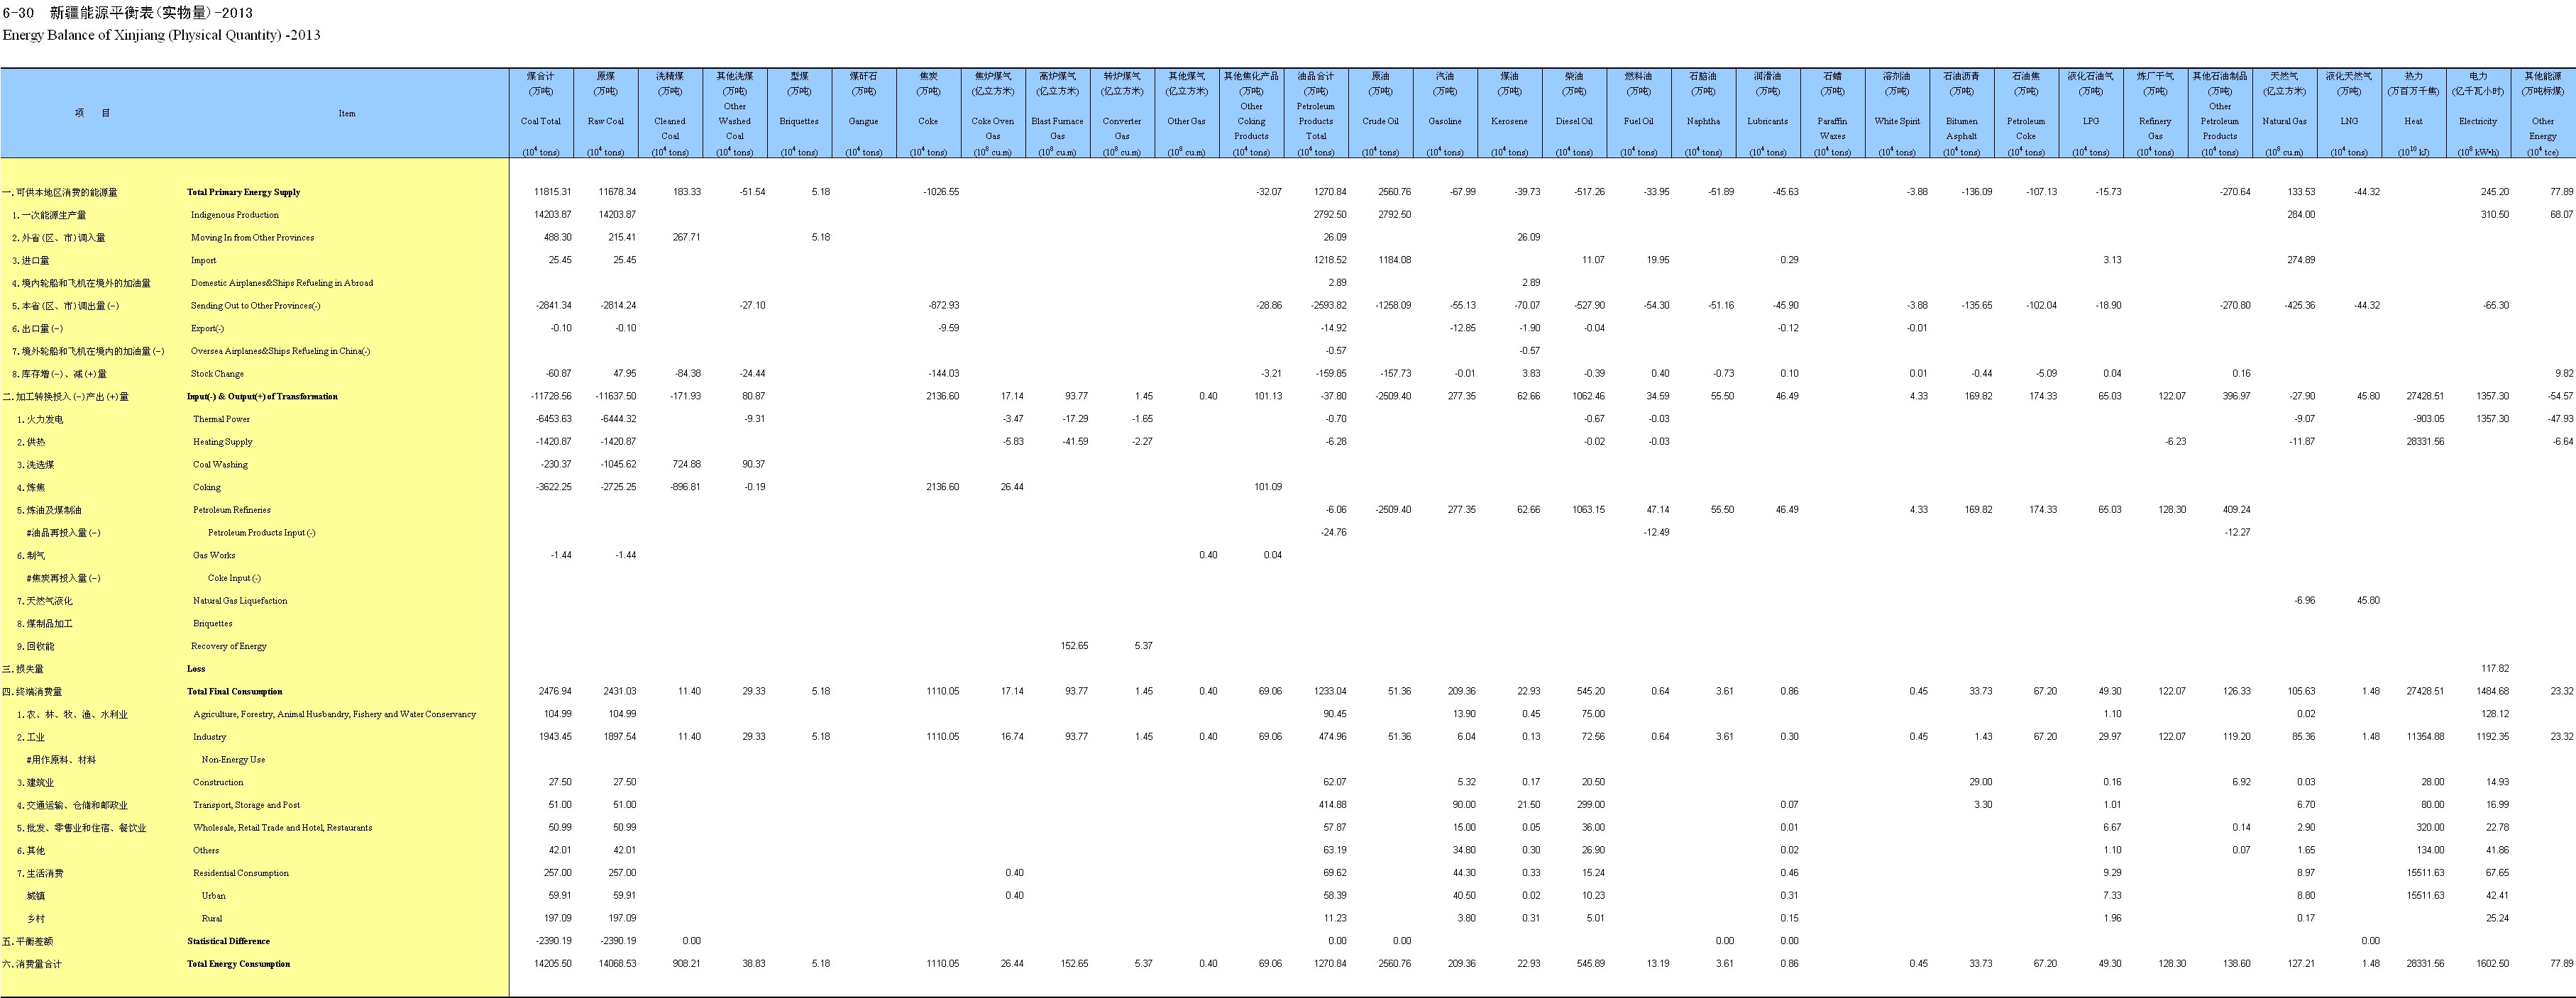 6-30 新疆能源平衡表(实物量)-2013
Energy Balance of Xinjiang (Physical Quantity) -2013
项 目 Item 煤合计 (万吨) Coal Total (10⁴ tons) 原煤 (万吨) Raw Coal (10⁴ tons) 洗精煤 (万吨) Cleaned Coal (10⁴ tons) 其他洗煤 (万吨) Other Washed Coal (10⁴ tons) 型煤 (万吨) Briquettes (10⁴ tons) 煤矸石 (万吨) Gangue (10⁴ tons) 焦炭 (万吨) Coke (10⁴ tons) 焦炉煤气 (亿立方米) Coke Oven Gas (10⁸ cu.m) 高炉煤气 (亿立方米) Blast Furnace Gas (10⁸ cu.m) 转炉煤气 (亿立方米) Converter Gas (10⁸ cu.m) 其他煤气 (亿立方米) Other Gas (10⁸ cu.m) 其他焦化产品 (万吨) Other Coking Products (10⁴ tons) 油品合计 (万吨) Petroleum Products Total (10⁴ tons) 原油 (万吨) Crude Oil (10⁴ tons) 汽油 (万吨) Gasoline (10⁴ tons) 煤油 (万吨) Kerosene (10⁴ tons) 柴油 (万吨) Diesel Oil (10⁴ tons) 燃料油 (万吨) Fuel Oil (10⁴ tons) 石脑油 (万吨) Naphtha (10⁴ tons) 润滑油 (万吨) Lubricants (10⁴ tons) 石蜡 (万吨) Paraffin Waxes (10⁴ tons) 溶剂油 (万吨) White Spirit (10⁴ tons) 石油沥青 (万吨) Bitumen Asphalt (10⁴ tons) 石油焦 (万吨) Petroleum Coke (10⁴ tons) 液化石油气 (万吨) LPG (10⁴ tons) 炼厂干气 (万吨) Refinery Gas (10⁴ tons) 其他石油制品 (万吨) Other Petroleum Products (10⁴ tons) 天然气 (亿立方米) Natural Gas (10⁸ cu.m) 液化天然气 (万吨) LNG (10⁴ tons) 热力 (万百万千焦) Heat (10¹⁰ kJ) 电力 (亿千瓦小时) Electricity (10⁸ kW•h) 其他能源 (万吨标煤) Other Energy (10⁴ tce)
一.可供本地区消费的能源量 Total Primary Energy Supply 11815.31 11678.34 183.33 -51.54 5.18 -1026.55 -32.07 1270.84 2560.76 -67.99 -39.73 -517.26 -33.95 -51.89 -45.63 -3.88 -136.09 -107.13 -15.73 -270.64 133.53 -44.32 245.20 77.89
1.一次能源生产量 Indigenous Production 14203.87 14203.87 2792.50 2792.50 284.00 310.50 68.07
2.外省(区、市)调入量 Moving In from Other Provinces 488.30 215.41 267.71 5.18 26.09 26.09
3.进口量 Import 25.45 25.45 1218.52 1184.08 11.07 19.95 0.29 3.13 274.89
4.境内轮船和飞机在境外的加油量 Domestic Airplanes&Ships Refueling in Abroad 2.89 2.89
5.本省(区、市)调出量(-) Sending Out to Other Provinces(-) -2841.34 -2814.24 -27.10 -872.93 -28.86 -2593.82 -1258.09 -55.13 -70.07 -527.90 -54.30 -51.16 -45.90 -3.88 -135.65 -102.04 -18.90 -270.80 -425.36 -44.32 -65.30
6.出口量(-) Export(-) -0.10 -0.10 -9.59 -14.92 -12.85 -1.90 -0.04 -0.12 -0.01
7.境外轮船和飞机在境内的加油量(-) Oversea Airplanes&Ships Refueling in China(-) -0.57 -0.57
8.库存增(-)、减(+)量 Stock Change -60.87 47.95 -84.38 -24.44 -144.03 -3.21 -159.85 -157.73 -0.01 3.83 -0.39 0.40 -0.73 0.10 0.01 -0.44 -5.09 0.04 0.16 9.82
二.加工转换投入(-)产出(+)量 Input(-) & Output(+) of Transformation -11728.56 -11637.50 -171.93 80.87 2136.60 17.14 93.77 1.45 0.40 101.13 -37.80 -2509.40 277.35 62.66 1062.46 34.59 55.50 46.49 4.33 169.82 174.33 65.03 122.07 396.97 -27.90 45.80 27428.51 1357.30 -54.57
1.火力发电 Thermal Power -6453.63 -6444.32 -9.31 -3.47 -17.29 -1.65 -0.70 -0.67 -0.03 -9.07 -903.05 1357.30 -47.93
2.供热 Heating Supply -1420.87 -1420.87 -5.83 -41.59 -2.27 -6.28 -0.02 -0.03 -6.23 -11.87 28331.56 -6.64
3.洗选煤 Coal Washing -230.37 -1045.62 724.88 90.37
4.炼焦 Coking -3622.25 -2725.25 -896.81 -0.19 2136.60 26.44 101.09
5.炼油及煤制油 Petroleum Refineries -6.06 -2509.40 277.35 62.66 1063.15 47.14 55.50 46.49 4.33 169.82 174.33 65.03 128.30 409.24
#油品再投入量(-) Petroleum Products Input (-) -24.76 -12.49 -12.27
6.制气 Gas Works -1.44 -1.44 0.40 0.04
#焦炭再投入量(-) Coke Input (-)
7.天然气液化 Natural Gas Liquefaction -6.96 45.80
8.煤制品加工 Briquettes
9.回收能 Recovery of Energy 152.65 5.37
三.损失量 Loss 117.82
四.终端消费量 Total Final Consumption 2476.94 2431.03 11.40 29.33 5.18 1110.05 17.14 93.77 1.45 0.40 69.06 1233.04 51.36 209.36 22.93 545.20 0.64 3.61 0.86 0.45 33.73 67.20 49.30 122.07 126.33 105.63 1.48 27428.51 1484.68 23.32
1.农、林、牧、渔、水利业 Agriculture, Forestry, Animal Husbandry, Fishery and Water Conservancy 104.99 104.99 90.45 13.90 0.45 75.00 1.10 0.02 128.12
2.工业 Industry 1943.45 1897.54 11.40 29.33 5.18 1110.05 16.74 93.77 1.45 0.40 69.06 474.96 51.36 6.04 0.13 72.56 0.64 3.61 0.30 0.45 1.43 67.20 29.97 122.07 119.20 85.36 1.48 11354.88 1192.35 23.32
#用作原料、材料 Non-Energy Use
3.建筑业 Construction 27.50 27.50 62.07 5.32 0.17 20.50 29.00 0.16 6.92 0.03 28.00 14.93
4.交通运输、仓储和邮政业 Transport, Storage and Post 51.00 51.00 414.88 90.00 21.50 299.00 0.07 3.30 1.01 6.70 80.00 16.99
5.批发、零售业和住宿、餐饮业 Wholesale, Retail Trade and Hotel, Restaurants 50.99 50.99 57.87 15.00 0.05 36.00 0.01 6.67 0.14 2.90 320.00 22.78
6.其他 Others 42.01 42.01 63.19 34.80 0.30 26.90 0.02 1.10 0.07 1.65 134.00 41.86
7.生活消费 Residential Consumption 257.00 257.00 0.40 69.62 44.30 0.33 15.24 0.46 9.29 8.97 15511.63 67.65
城镇 Urban 59.91 59.91 0.40 58.39 40.50 0.02 10.23 0.31 7.33 8.80 15511.63 42.41
乡村 Rural 197.09 197.09 11.23 3.80 0.31 5.01 0.15 1.96 0.17 25.24
五.平衡差额 Statistical Difference -2390.19 -2390.19 0.00 0.00 0.00 0.00 0.00 0.00
六.消费量合计 Total Energy Consumption 14205.50 14068.53 908.21 38.83 5.18 1110.05 26.44 152.65 5.37 0.40 69.06 1270.84 2560.76 209.36 22.93 545.89 13.19 3.61 0.86 0.45 33.73 67.20 49.30 128.30 138.60 127.21 1.48 28331.56 1602.50 77.89